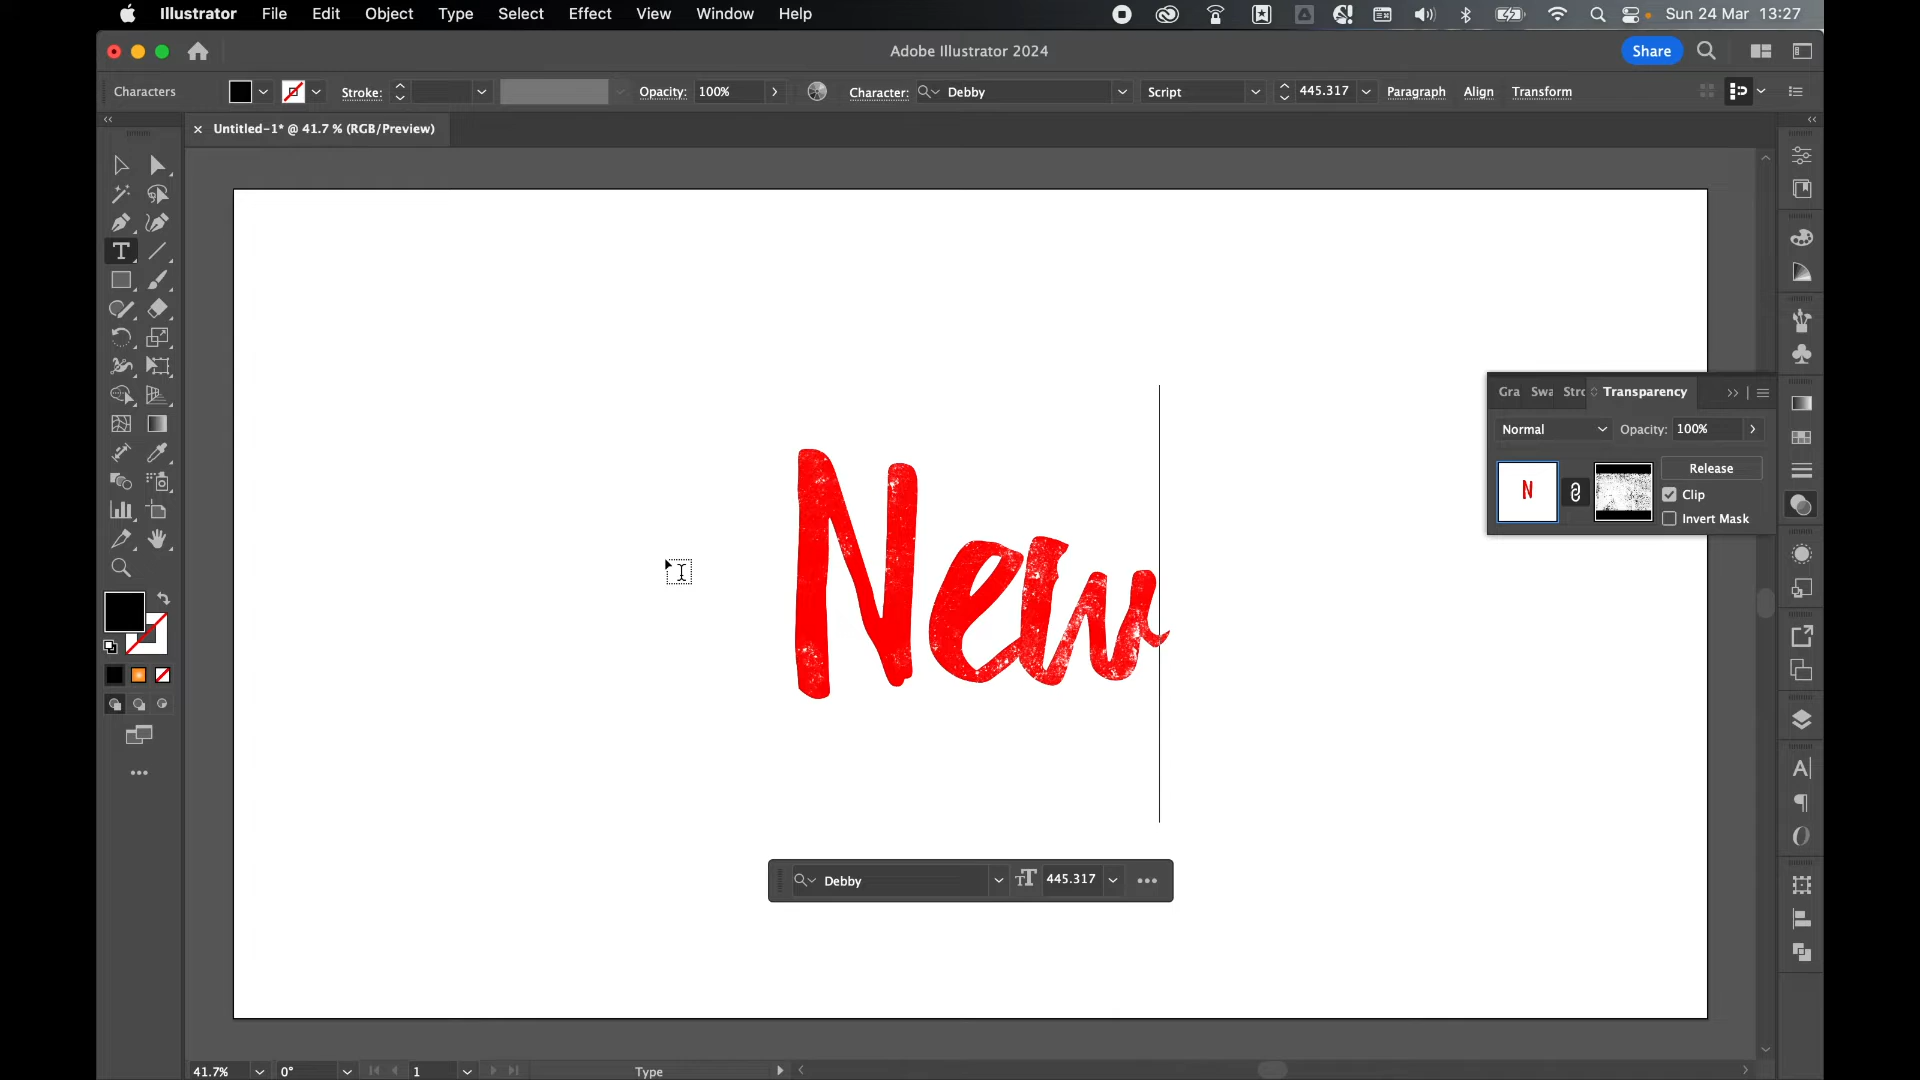 Illustrator File Edit Object Type Select Effect View Window Help Sun 24 Mar 13:27
Adobe Illustrator 2024 Share
Characters Stroke: Opacity: 100% Character: Debby Script 445.317 Paragraph Align Transform
Untitled-1* @ 41.7 % (RGB/Preview)
Gra Swa Stro Transparency
Normal Opacity: 100%
New
N Release
Clip
Invert Mask
Debby 445.317
41.7% 0° 1 Type